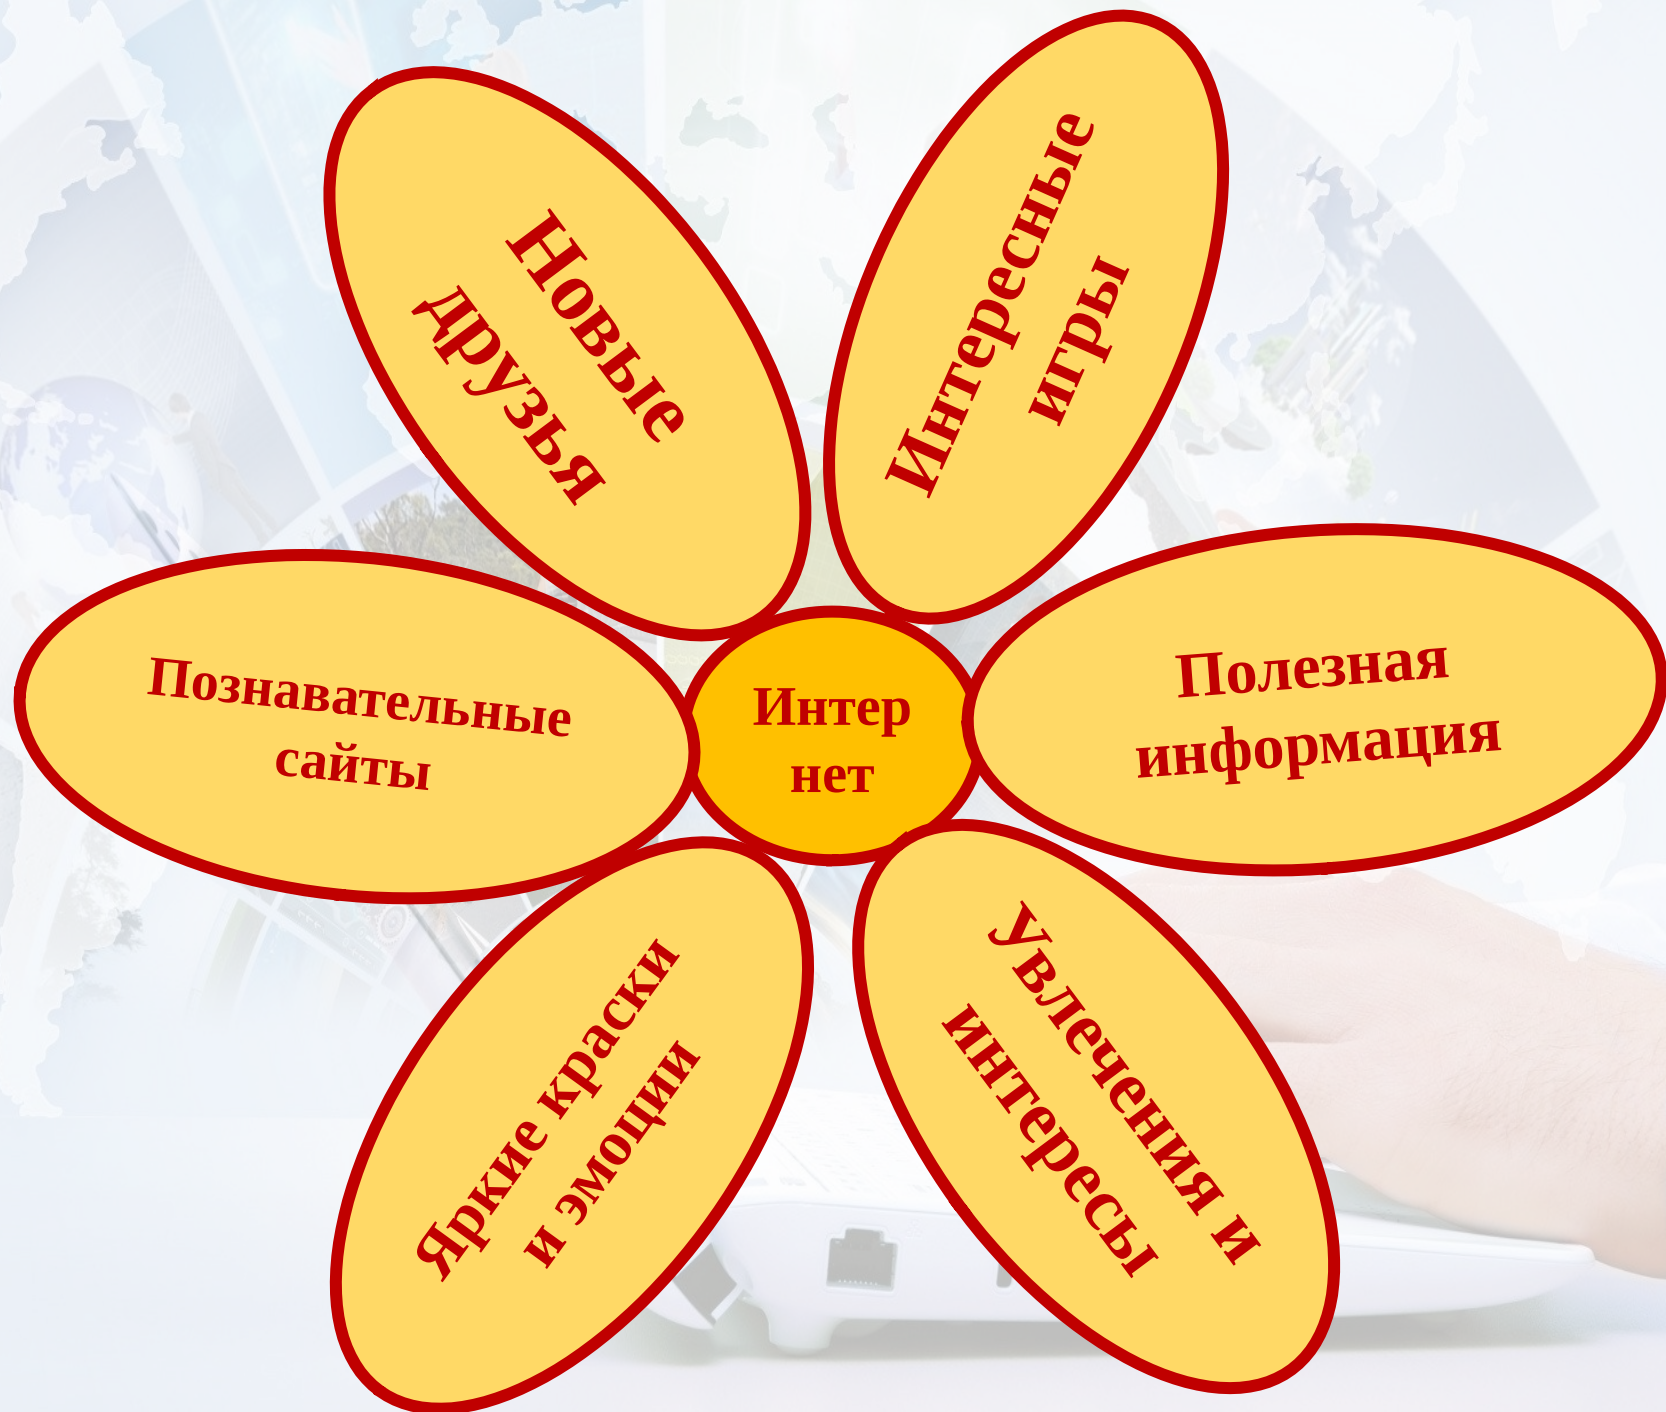 Новые
друзья
Интересные
игры
Познавательные
сайты
Интер
нет
Полезная
информация
Яркие краски
и эмоции
Увлечения и
интересы